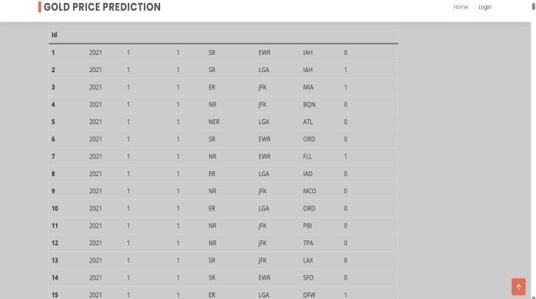 GOLD PRICE PREDICTION Home Login
Id
1 2021 1 1 SR EWR IAH 0
2 2021 1 1 SR LGA IAH 1
3 2021 1 1 ER JFK MIA 1
4 2021 1 1 NR JFK BQN 0
5 2021 1 1 NER LGA ATL 0
6 2021 1 1 SR EWR ORD 0
7 2021 1 1 NR EWR FLL 1
8 2021 1 1 ER LGA IAD 0
9 2021 1 1 NR JFK MCO 0
10 2021 1 1 ER LGA ORD 0
11 2021 1 1 NR JFK PBI 0
12 2021 1 1 NR JFK TPA 0
13 2021 1 1 SR JFK LAX 0
14 2021 1 1 SR EWR SFO 0
15 2021 1 1 ER LGA DFW 1